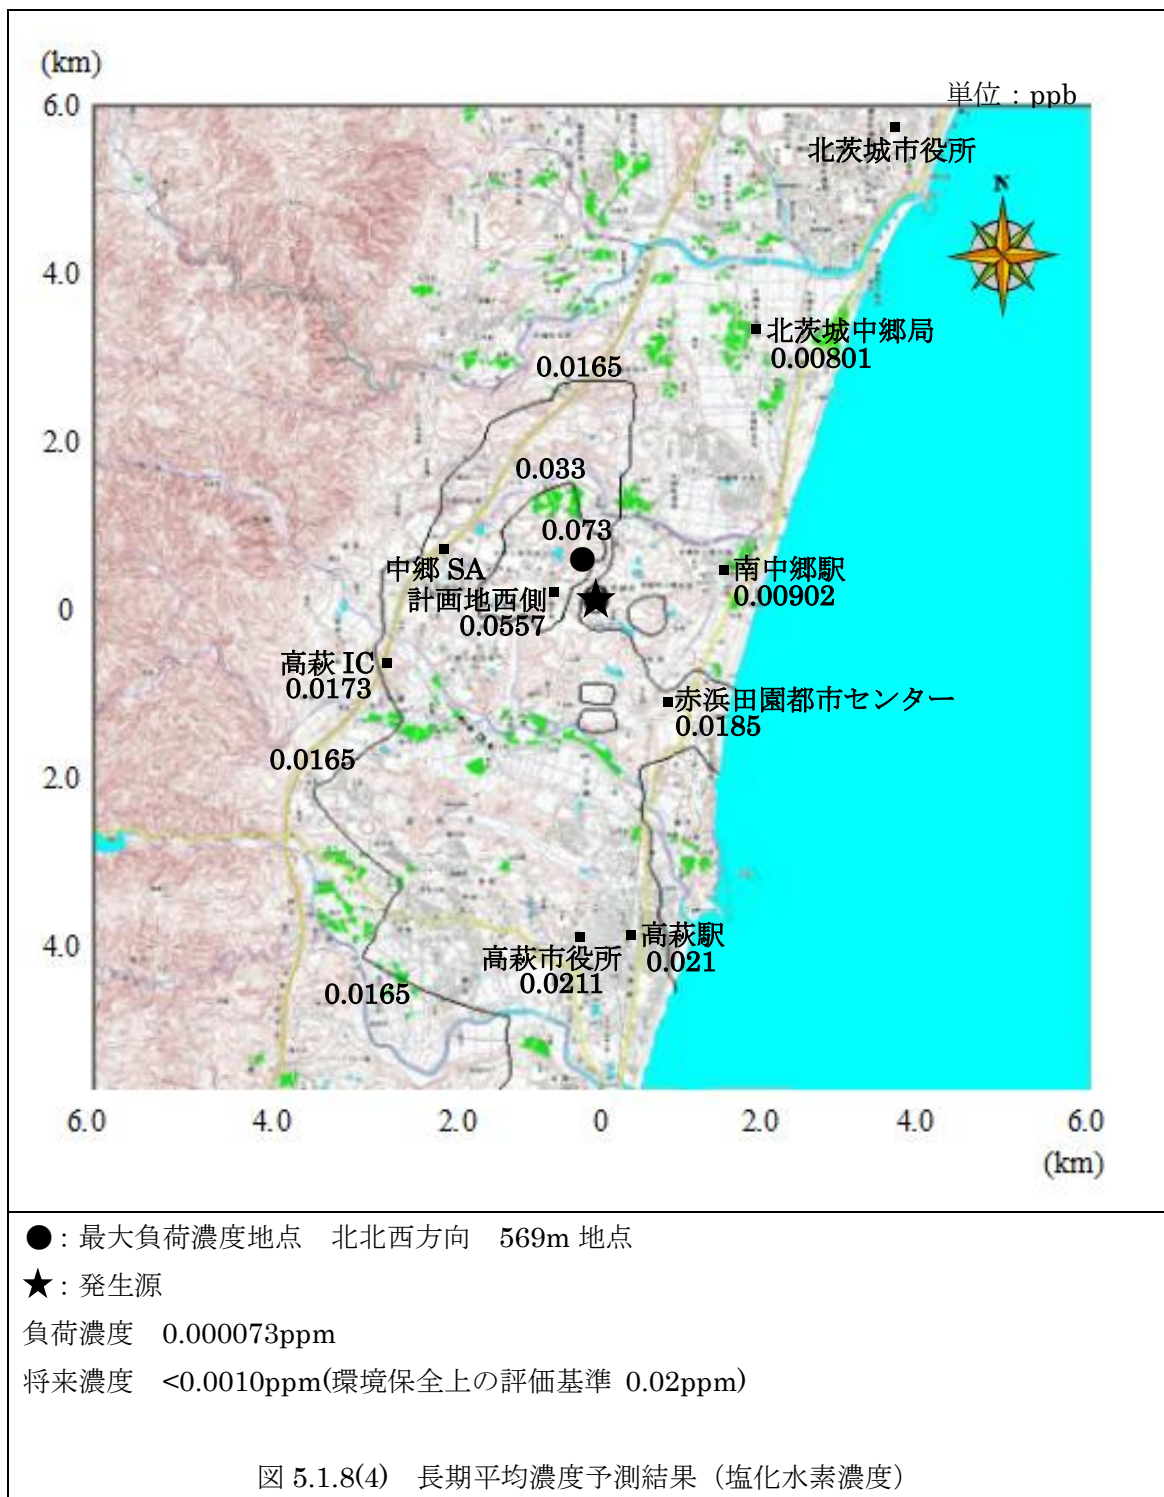 (km)
単位：ppb
6.0
北茨城市役所
N
4.0
北茨城中郷局
0.00801
0.0165
2.0
0.033
0.073
中郷 SA
南中郷駅
計画地西側
0.00902
0
0.0557
高萩 IC
0.0173
赤浜田園都市センター
0.0185
0.0165
2.0
4.0
高萩駅
高萩市役所
0.021
0.0211
0.0165
6.0 4.0 2.0 0 2.0 4.0 6.0
(km)
●：最大負荷濃度地点　北北西方向　569m 地点
★：発生源
負荷濃度　0.000073ppm
将来濃度　<0.0010ppm(環境保全上の評価基準 0.02ppm)
図 5.1.8(4)　長期平均濃度予測結果（塩化水素濃度）